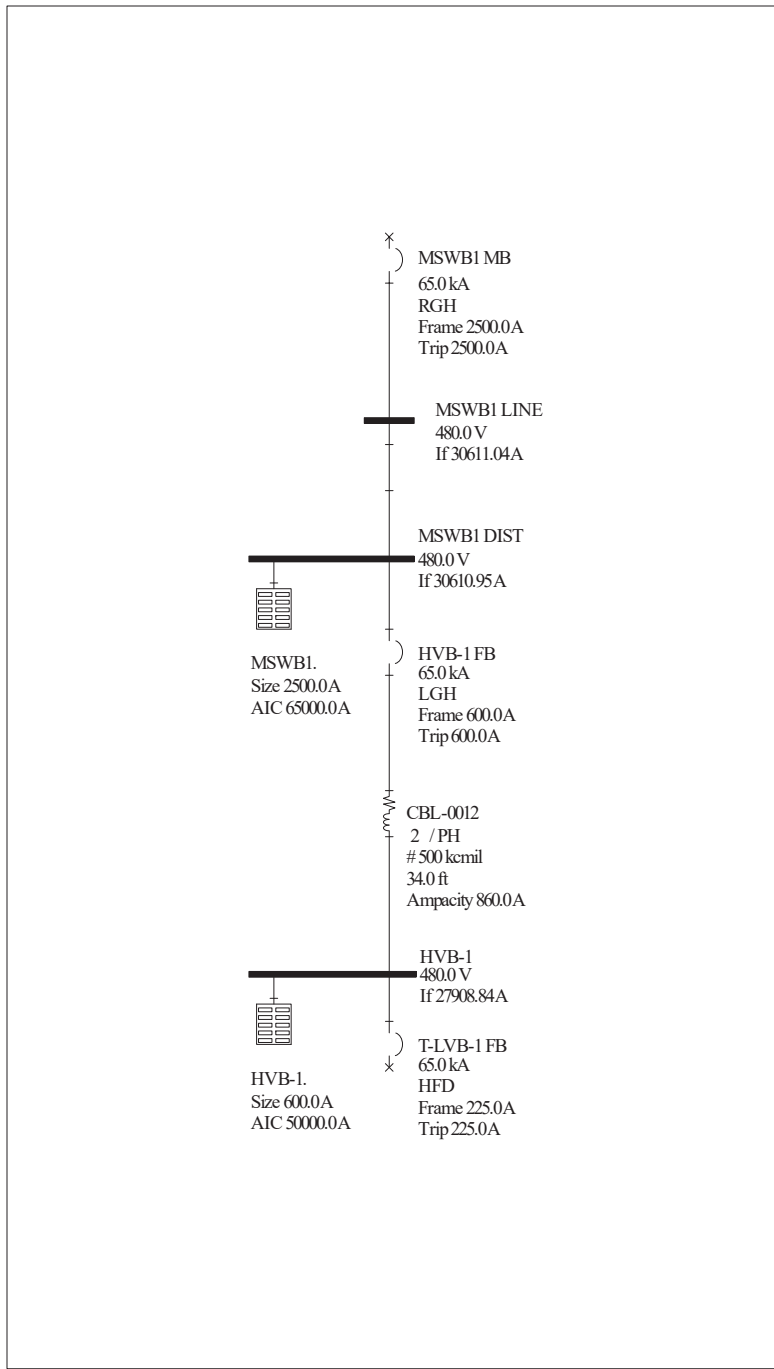 MSWB1 MB
65.0 kA
RGH
Frame 2500.0A
Trip 2500.0A
MSWB1 LINE
480.0 V
If 30611.04A
MSWB1 DIST
480.0 V
If 30610.95A
MSWB1.
Size 2500.0A
AIC 65000.0A
HVB-1 FB
65.0 kA
LGH
Frame 600.0A
Trip 600.0A
CBL-0012
2 / PH
# 500 kcmil
34.0 ft
Ampacity 860.0A
HVB-1
480.0 V
If 27908.84A
HVB-1.
Size 600.0A
AIC 50000.0A
T-LVB-1 FB
65.0 kA
HFD
Frame 225.0A
Trip 225.0A